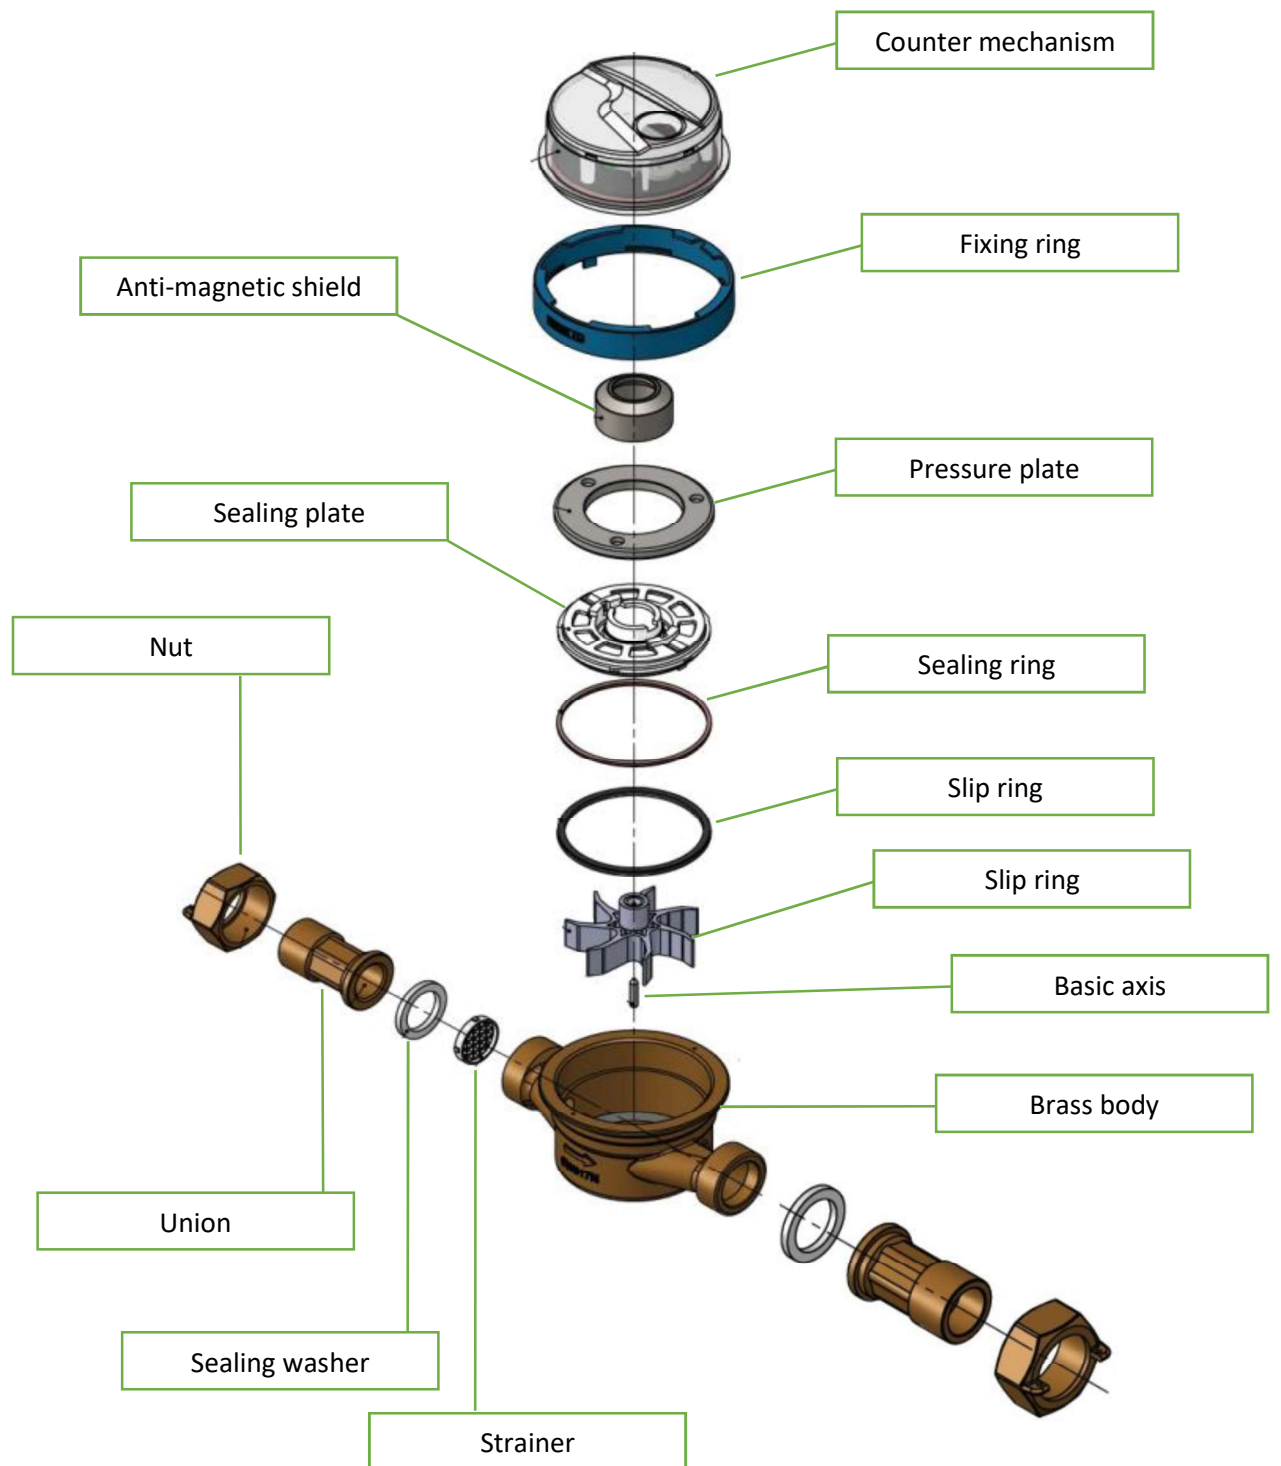 Counter mechanism
Fixing ring
Anti-magnetic shield
Pressure plate
Sealing plate
Nut
Sealing ring
Slip ring
Slip ring
Basic axis
Brass body
Union
Sealing washer
Strainer